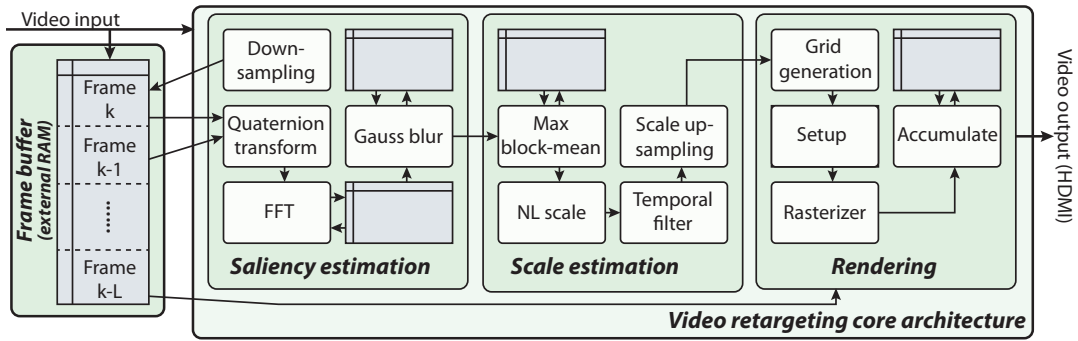 Video input
Frame buffer
(external RAM)
Frame
k
Frame
k-1
......
Frame
k-L
Down-
sampling
Quaternion
transform
FFT
Gauss blur
Saliency estimation
Max
block-mean
NL scale
Scale up-
sampling
Temporal
filter
Scale estimation
Grid
generation
Setup
Rasterizer
Accumulate
Rendering
Video retargeting core architecture
Video output (HDMI)